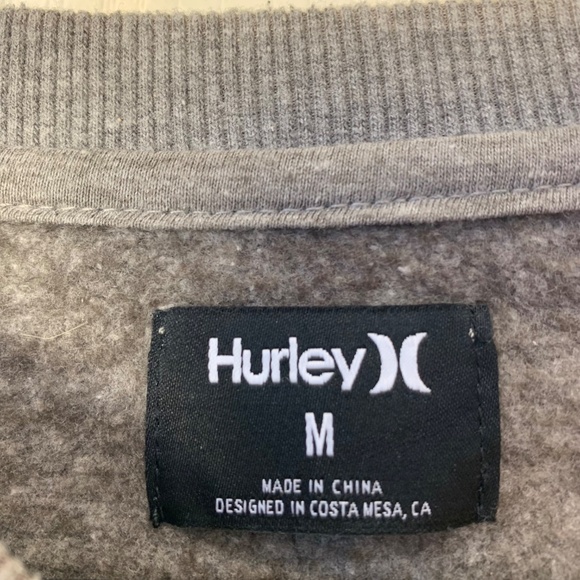 Hurley
M
MADE IN CHINA
DESIGNED IN COSTA MESA, CA